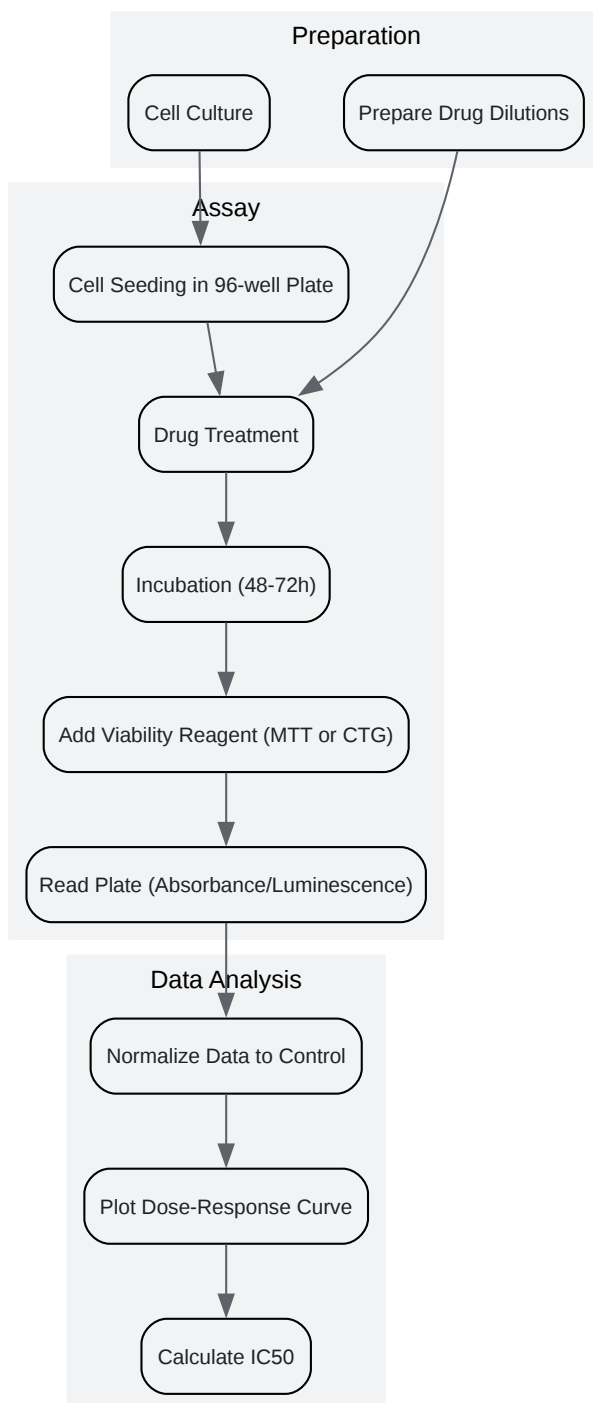 Preparation
Cell Culture
Prepare Drug Dilutions
Assay
Cell Seeding in 96-well Plate
Drug Treatment
Incubation (48-72h)
Add Viability Reagent (MTT or CTG)
Read Plate (Absorbance/Luminescence)
Data Analysis
Normalize Data to Control
Plot Dose-Response Curve
Calculate IC50